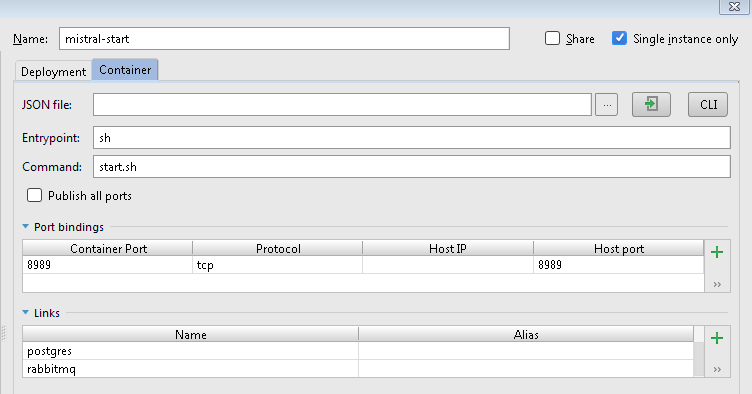 Name: mistral-start Share Single instance only
Deployment Container
JSON file: ... CLI
Entrypoint: sh
Command: start.sh
Publish all ports
Port bindings
Container Port Protocol Host IP Host port
8989 tcp 8989
Links
Name Alias
postgres
rabbitmq